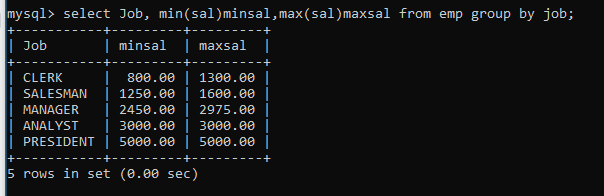 mysql> select Job, min(sal)minsal,max(sal)maxsal from emp group by job;
+-----------+---------+---------+
| Job       | minsal  | maxsal  |
+-----------+---------+---------+
| CLERK     |  800.00 | 1300.00 |
| SALESMAN  | 1250.00 | 1600.00 |
| MANAGER   | 2450.00 | 2975.00 |
| ANALYST   | 3000.00 | 3000.00 |
| PRESIDENT | 5000.00 | 5000.00 |
+-----------+---------+---------+
5 rows in set (0.00 sec)